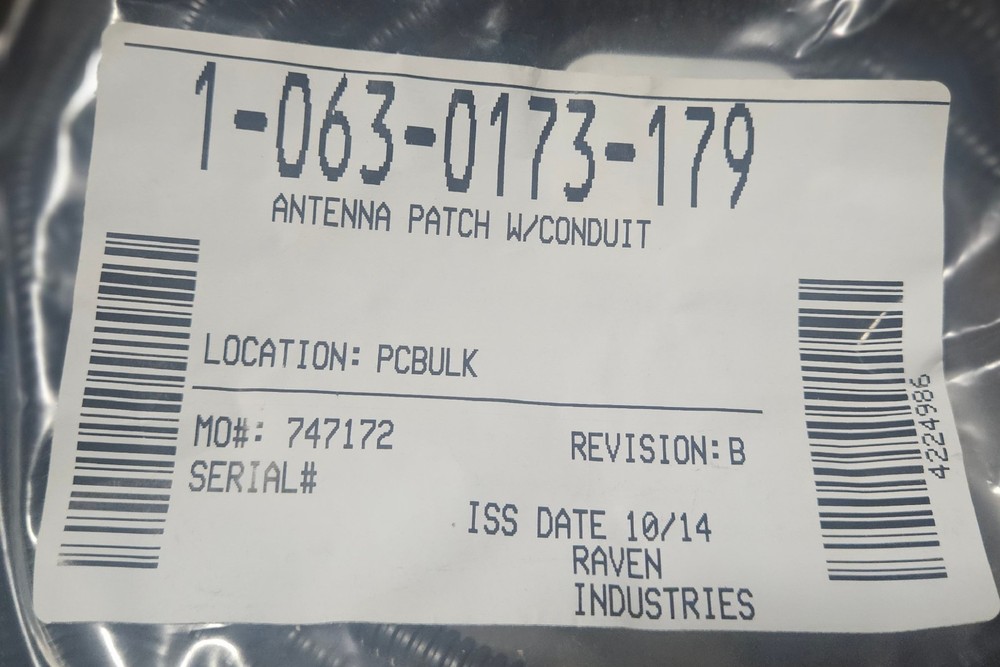 1-063-0173-179
ANTENNA PATCH W/CONDUIT
LOCATION: PCBULK
MO#: 747172
REVISION: B
SERIAL#
ISS DATE 10/14
RAVEN
INDUSTRIES
4224986